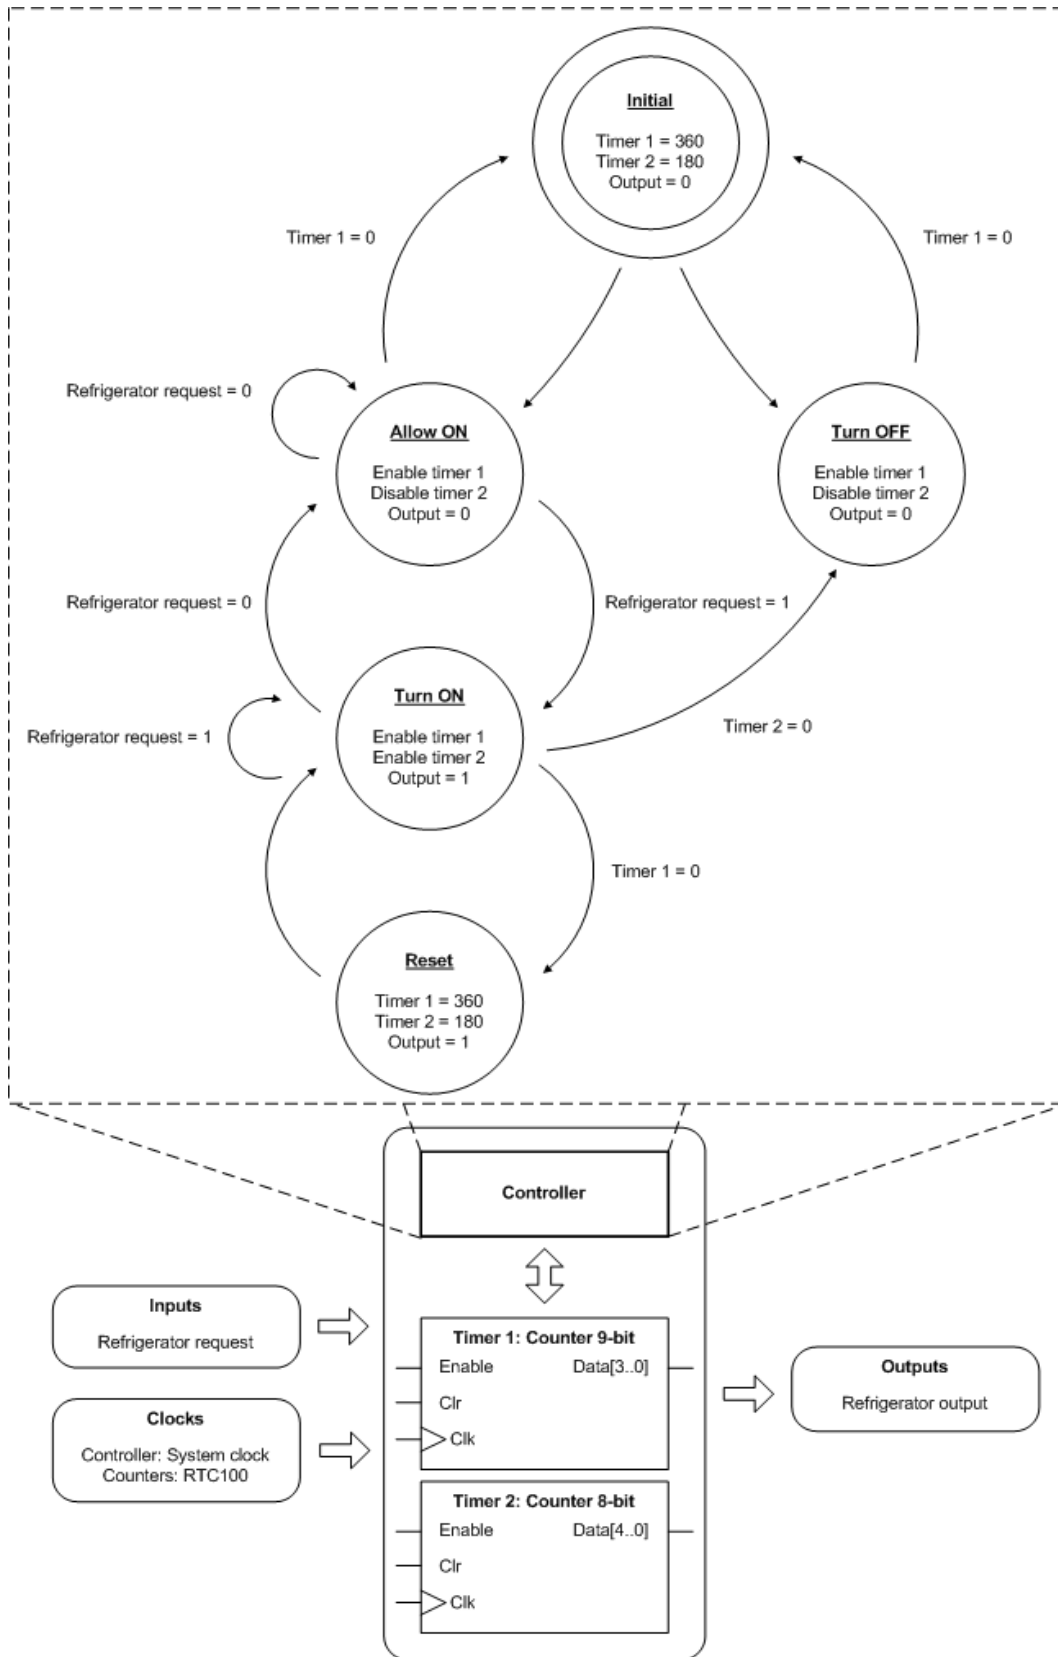 Initial
Timer 1 = 360
Timer 2 = 180
Output = 0
Timer 1 = 0
Timer 1 = 0
Refrigerator request = 0
Allow ON
Enable timer 1
Disable timer 2
Output = 0
Turn OFF
Enable timer 1
Disable timer 2
Output = 0
Refrigerator request = 0
Refrigerator request = 1
Turn ON
Enable timer 1
Enable timer 2
Output = 1
Refrigerator request = 1
Timer 2 = 0
Timer 1 = 0
Reset
Timer 1 = 360
Timer 2 = 180
Output = 1
Controller
Inputs
Refrigerator request
Clocks
Controller: System clock
Counters: RTC100
Timer 1: Counter 9-bit
Enable Data[3..0]
Clr
Clk
Timer 2: Counter 8-bit
Enable Data[4..0]
Clr
Clk
Outputs
Refrigerator output